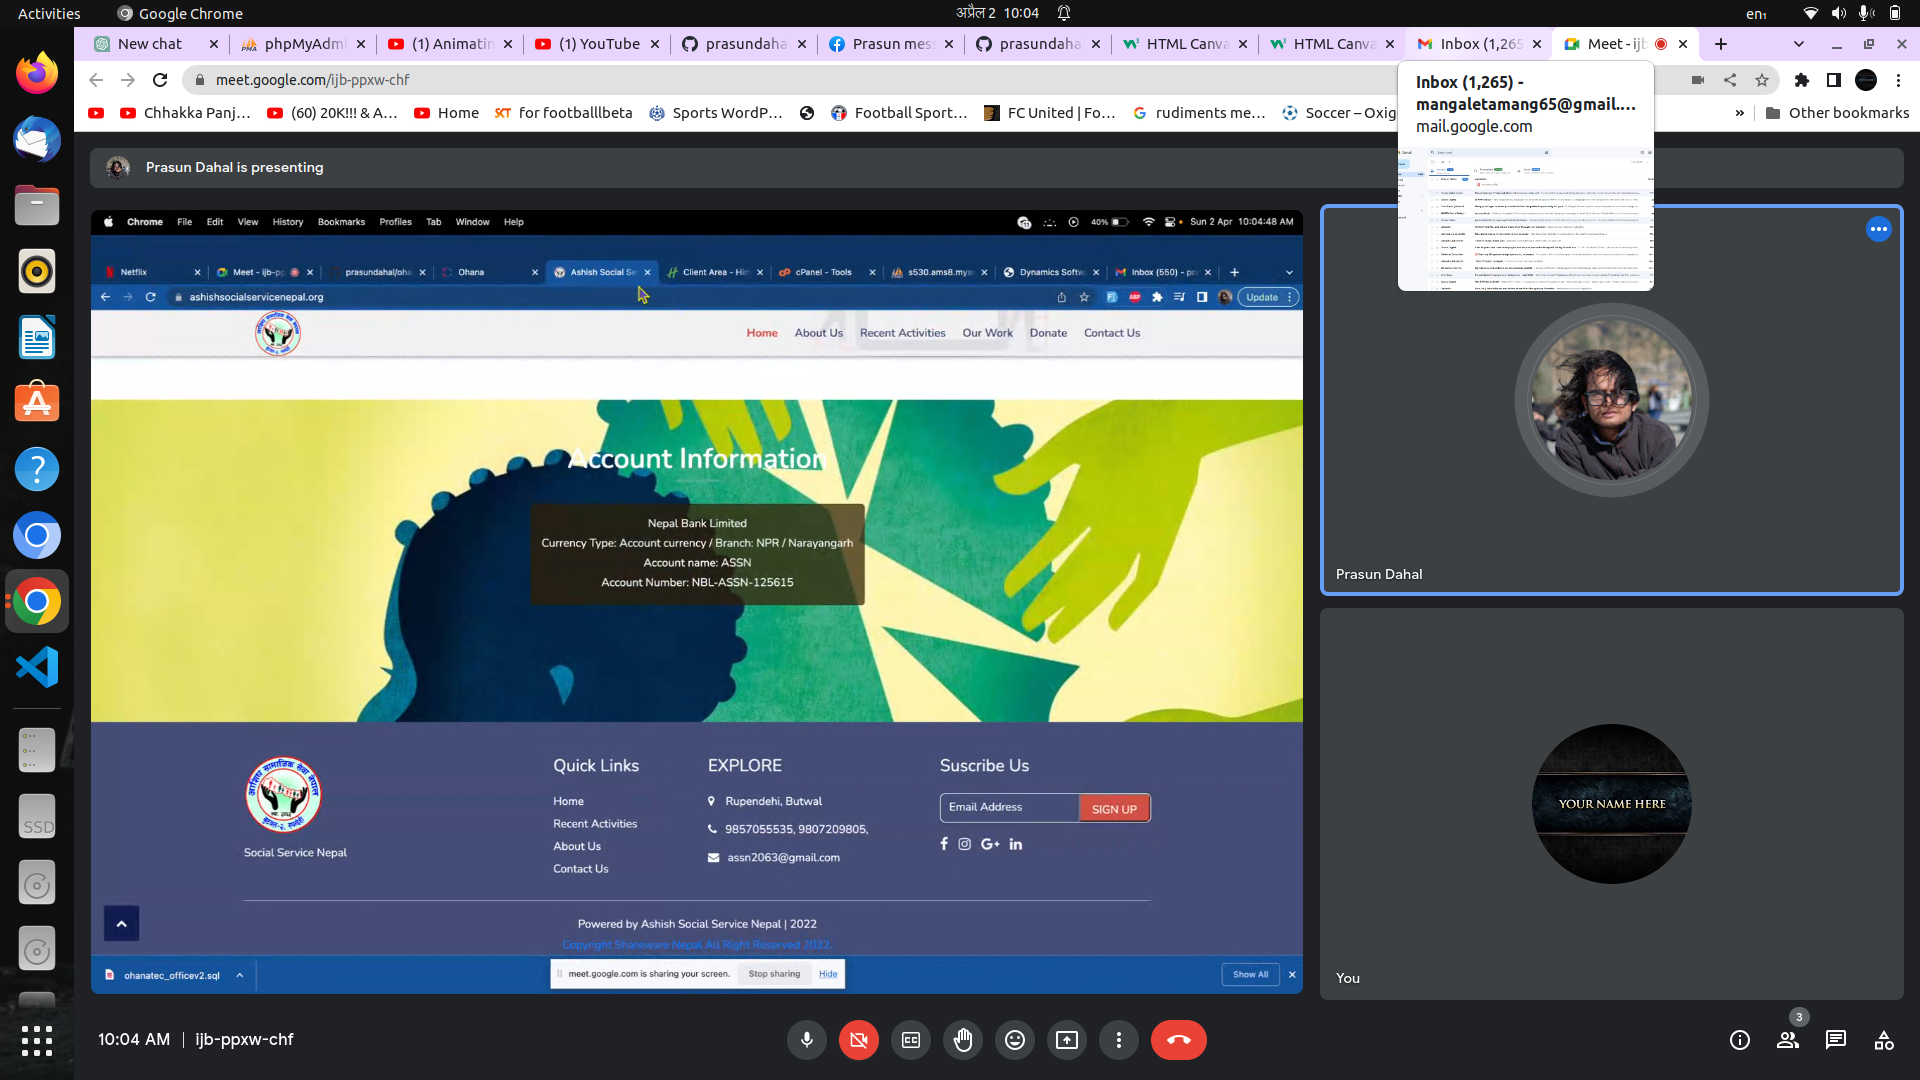 Activities
Google Chrome
अप्रैल 2 10:04
en₁
New chat
phpMyAdmi
(1) Animatin
(1) YouTube
prasundaha
Prasun mes
prasundaha
HTML Canva
HTML Canva
Inbox (1,265
Meet - ijb
meet.google.com/ijb-ppxw-chf
Chhakka Panj...
(60) 20K!!! & A...
Home
for footballlbeta
Sports WordP...
Football Sport...
FC United | Fo...
rudiments me...
Soccer – Oxig
»
Other bookmarks
Inbox (1,265) -
mangaletamang65@gmail....
mail.google.com
Prasun Dahal is presenting
Chrome File Edit View History Bookmarks Profiles Tab Window Help
40%
Sun 2 Apr 10:04:48 AM
Netflix
Meet - ijb-pp
prasundahal/oha
Ohana
Ashish Social Se
Client Area - Him
cPanel - Tools
s530.ams8.mys
Dynamics Softw
Inbox (550) - pr
ashishsocialservicenepal.org
ABP
Update
Home About Us Recent Activities Our Work Donate Contact Us
Account Information
Nepal Bank Limited
Currency Type: Account currency / Branch: NPR / Narayangarh
Account name: ASSN
Account Number: NBL-ASSN-125615
Quick Links
EXPLORE
Suscribe Us
Home
Recent Activities
About Us
Contact Us
Rupendehi, Butwal
9857055535, 9807209805,
assn2063@gmail.com
Email Address
SIGN UP
आशिष सामाजिक सेवा नेपाल
Social Service Nepal
Powered by Ashish Social Service Nepal | 2022
Copyright Shareware Nepal All Right Reserved 2022.
ohanatec_officev2.sql
meet.google.com is sharing your screen.
Stop sharing
Hide
Show All
Prasun Dahal
YOUR NAME HERE
You
SSD
10:04 AM | ijb-ppxw-chf
3